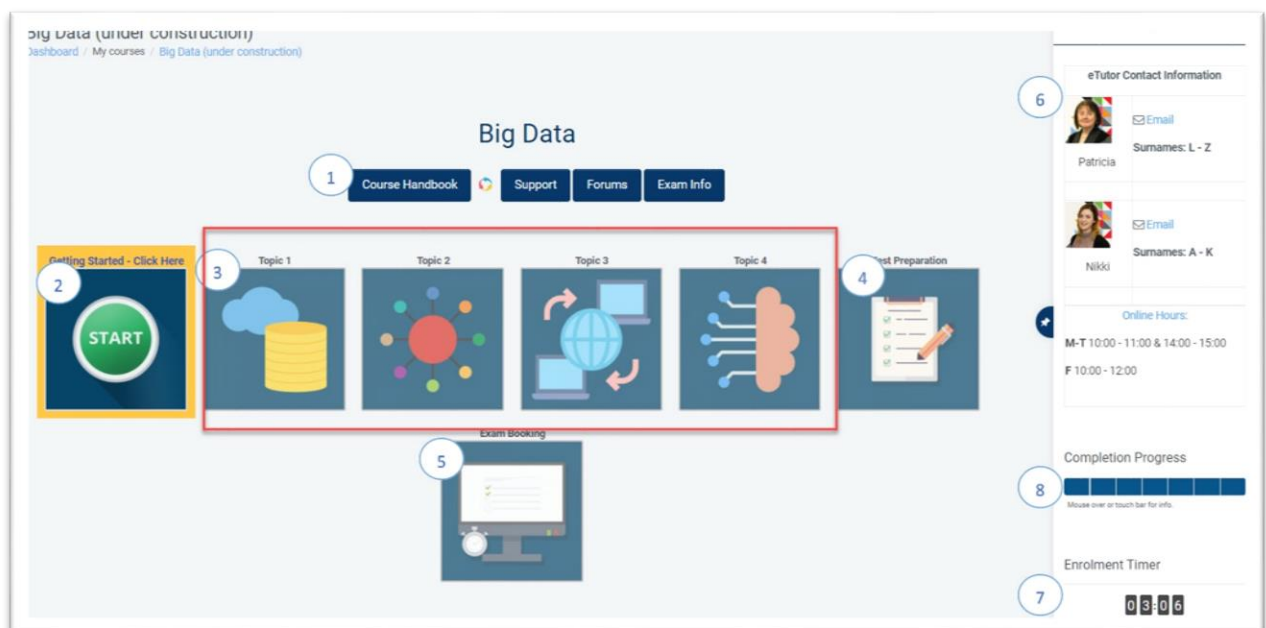 Big Data (under construction)
Dashboard / My courses / Big Data (under construction)
Big Data
1
Course Handbook
Support
Forums
Exam Info
2
Getting Started - Click Here
START
3
Topic 1
Topic 2
Topic 3
Topic 4
4
Test Preparation
5
Exam Booking
6
eTutor Contact Information
Email
Surnames: L - Z
Patricia
Email
Surnames: A - K
Nikki
Online Hours:
M-T 10:00 - 11:00 & 14:00 - 15:00
F 10:00 - 12:00
Completion Progress
8
Mouse over or touch bar for info.
Enrolment Timer
7
03:06